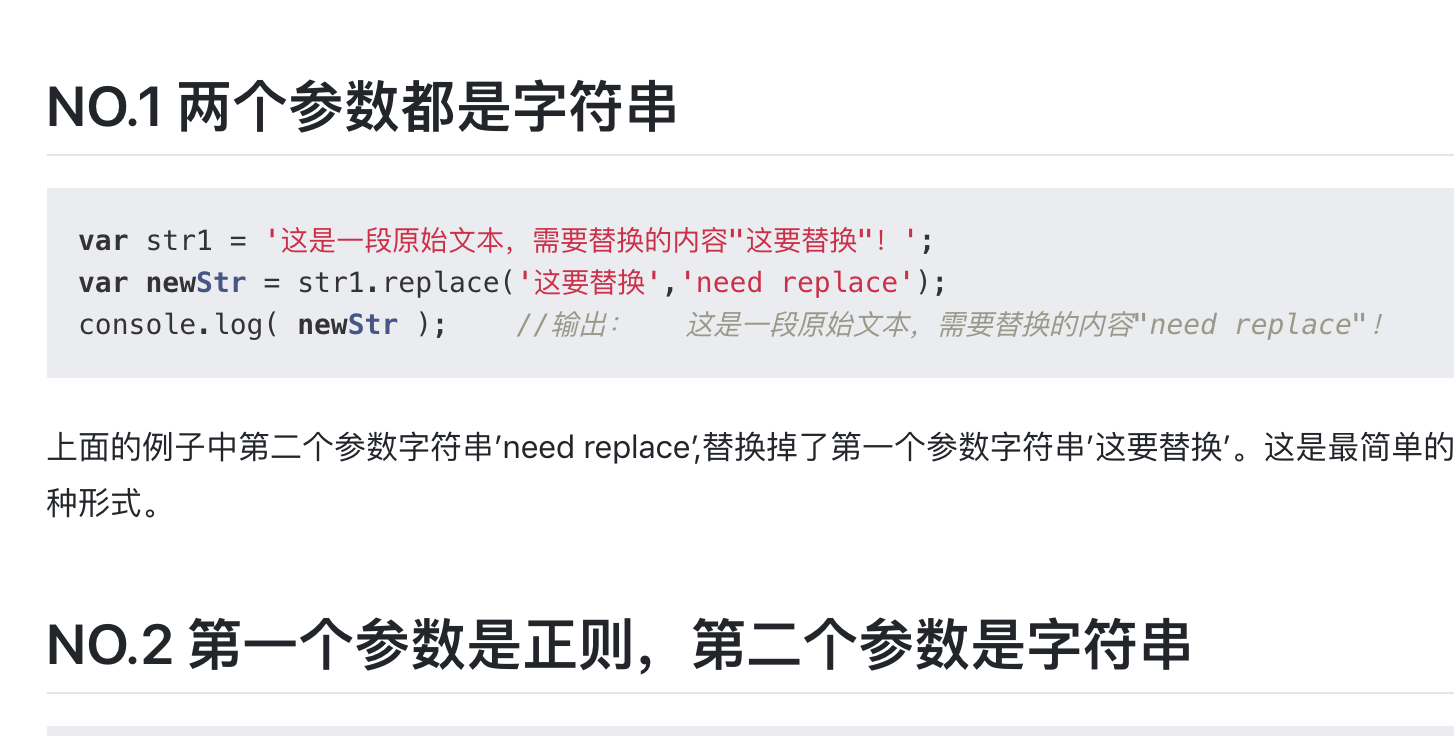 NO.1 两个参数都是字符串
var str1 = '这是一段原始文本，需要替换的内容"这要替换"！';
var newStr = str1.replace('这要替换','need replace');
console.log( newStr );    //输出：   这是一段原始文本，需要替换的内容"need replace"！
上面的例子中第二个参数字符串’need replace’,替换掉了第一个参数字符串’这要替换’。这是最简单的
种形式。
NO.2 第一个参数是正则，第二个参数是字符串